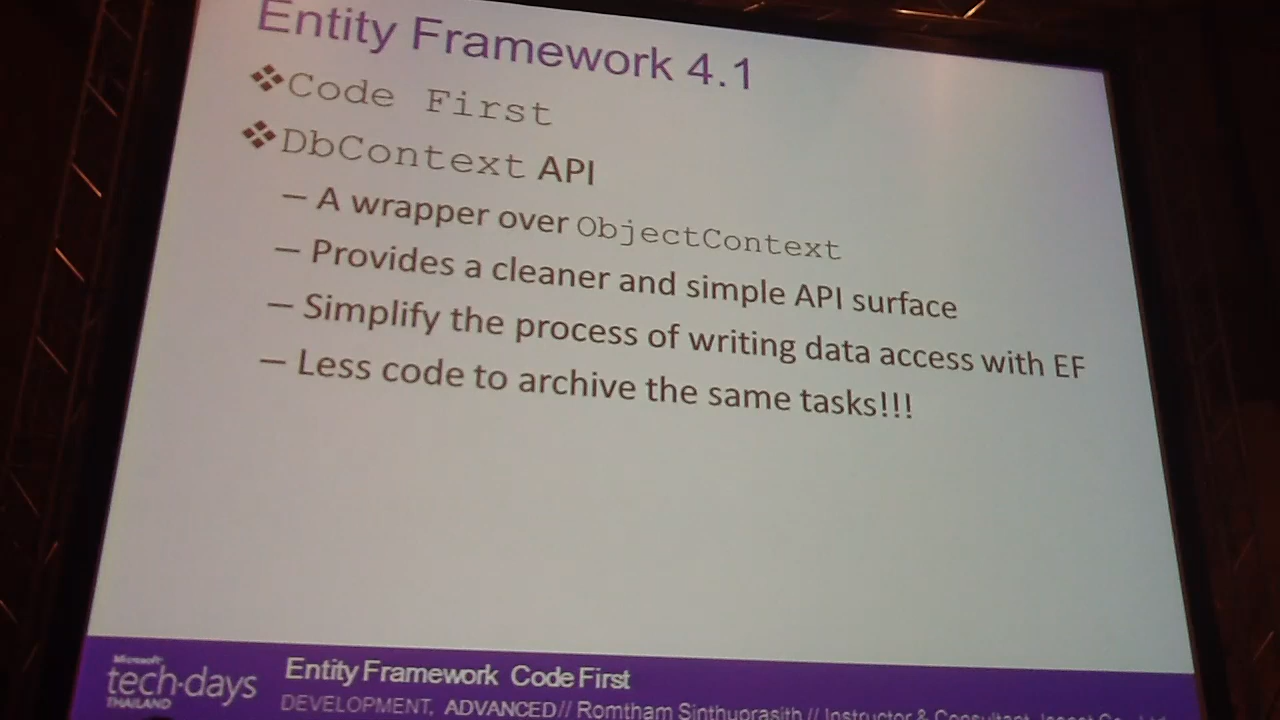 Entity Framework 4.1
Code First
DbContext API
– A wrapper over ObjectContext
– Provides a cleaner and simple API surface
– Simplify the process of writing data access with EF
– Less code to archive the same tasks!!!
Microsoft
tech·days
THAILAND
Entity Framework Code First
DEVELOPMENT, ADVANCED// Romtham Sinthuprasith // Instructor & Consultant,